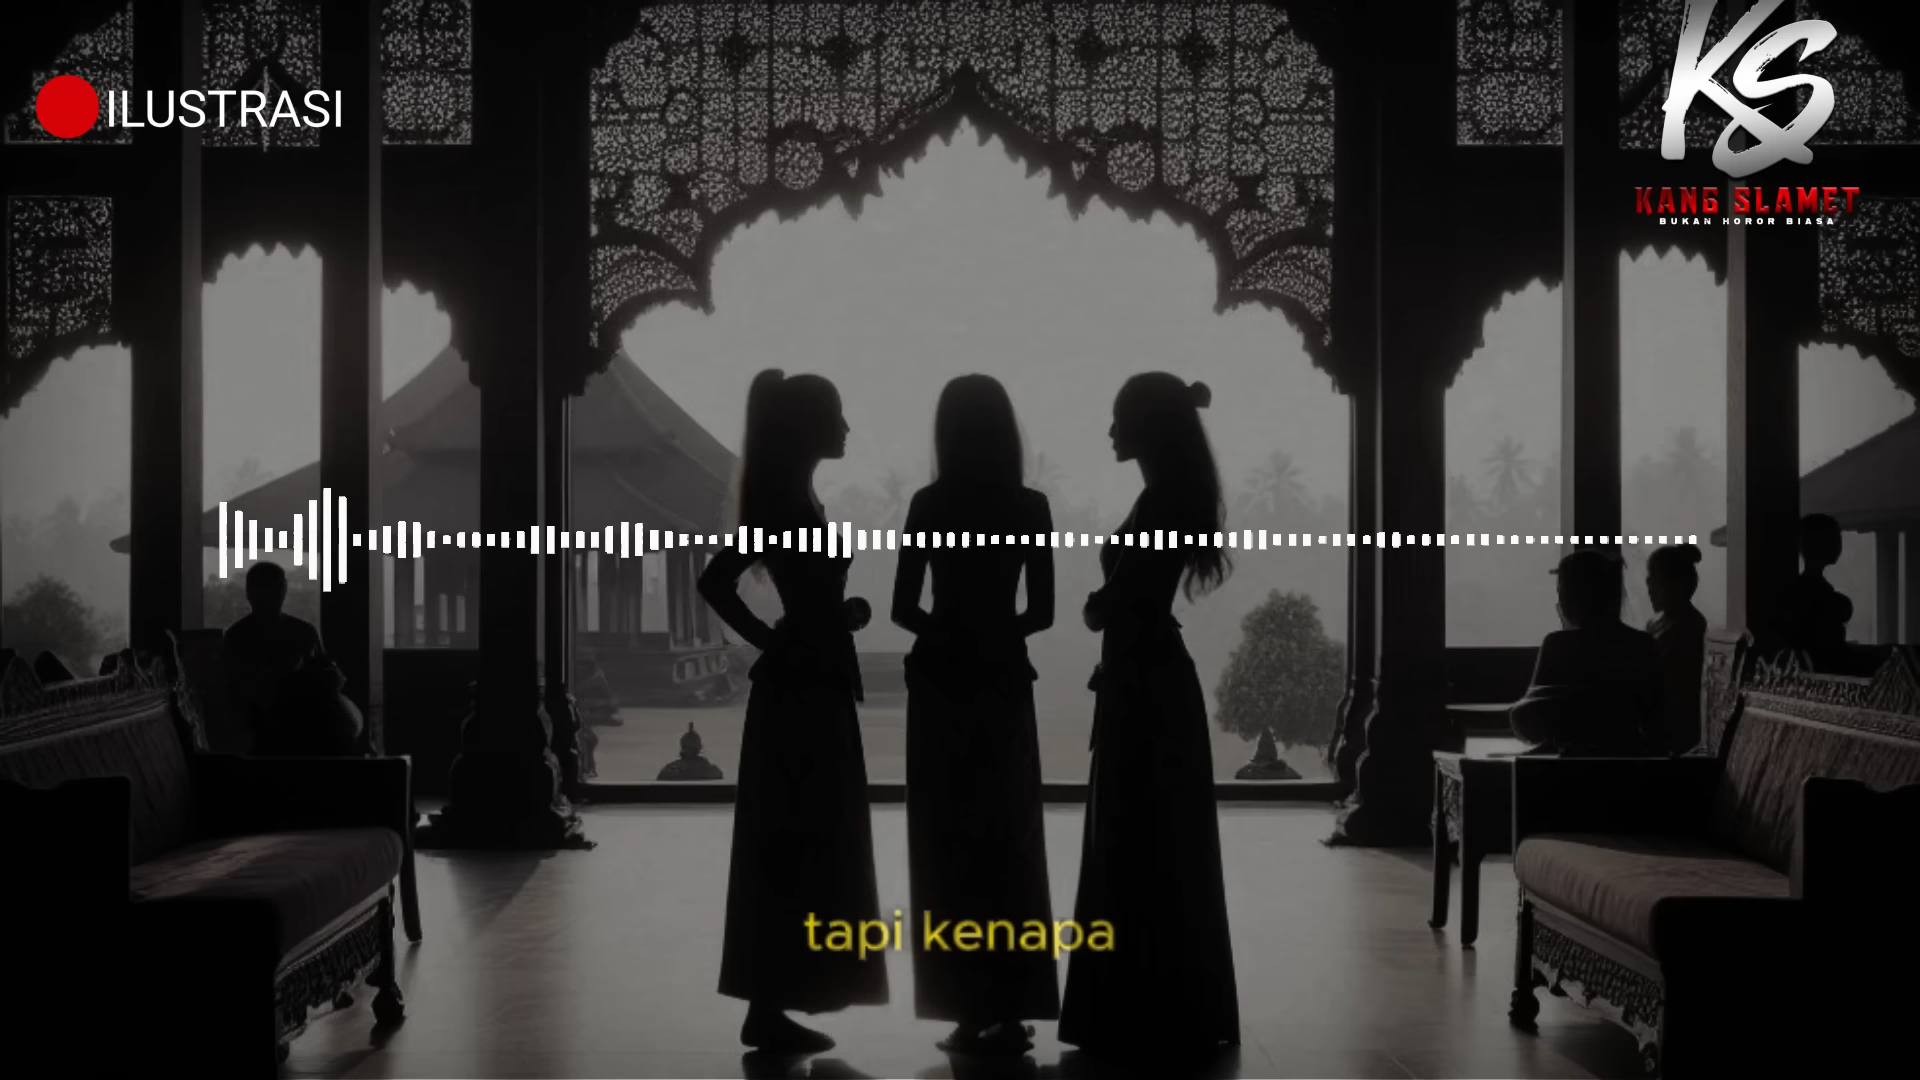 ILUSTRASI
KS
KANG SLAMET
BUKAN HOROR BIASA
tapi kenapa